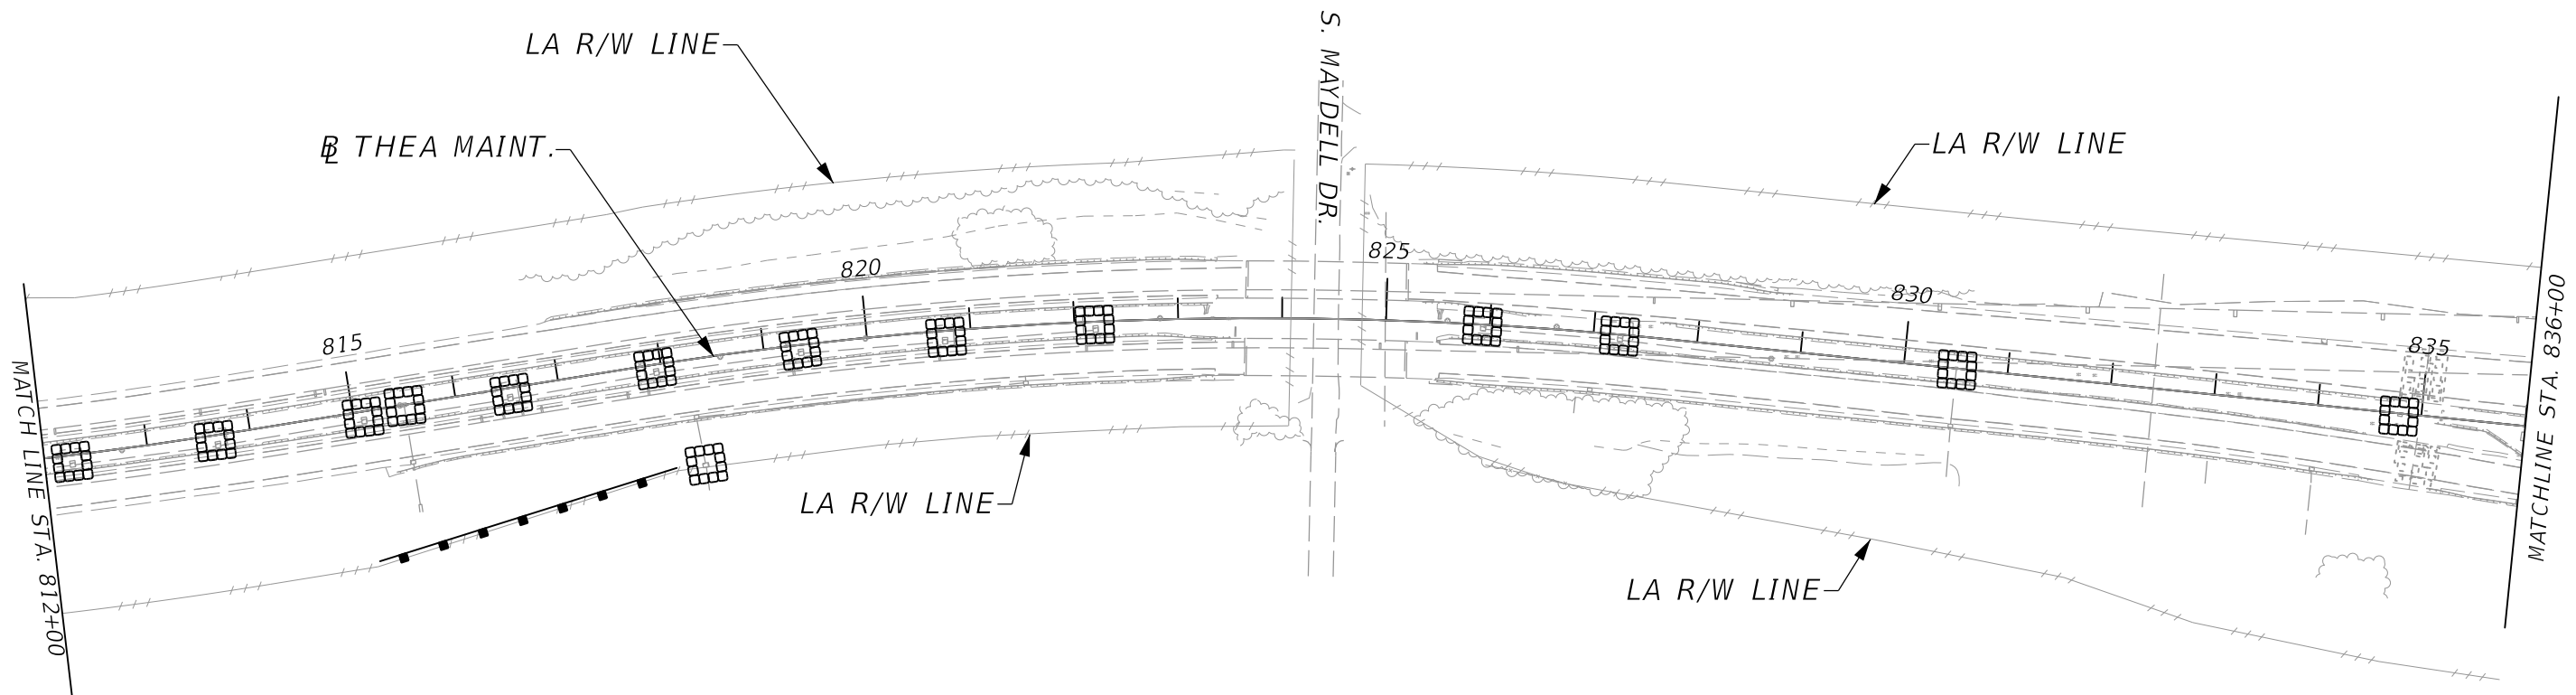 LA R/W LINE
S. MAYDELL DR.
BL THEA MAINT.
LA R/W LINE
825
820
830
815
835
MATCH LINE STA. 812+00
MATCHLINE STA. 836+00
LA R/W LINE
LA R/W LINE